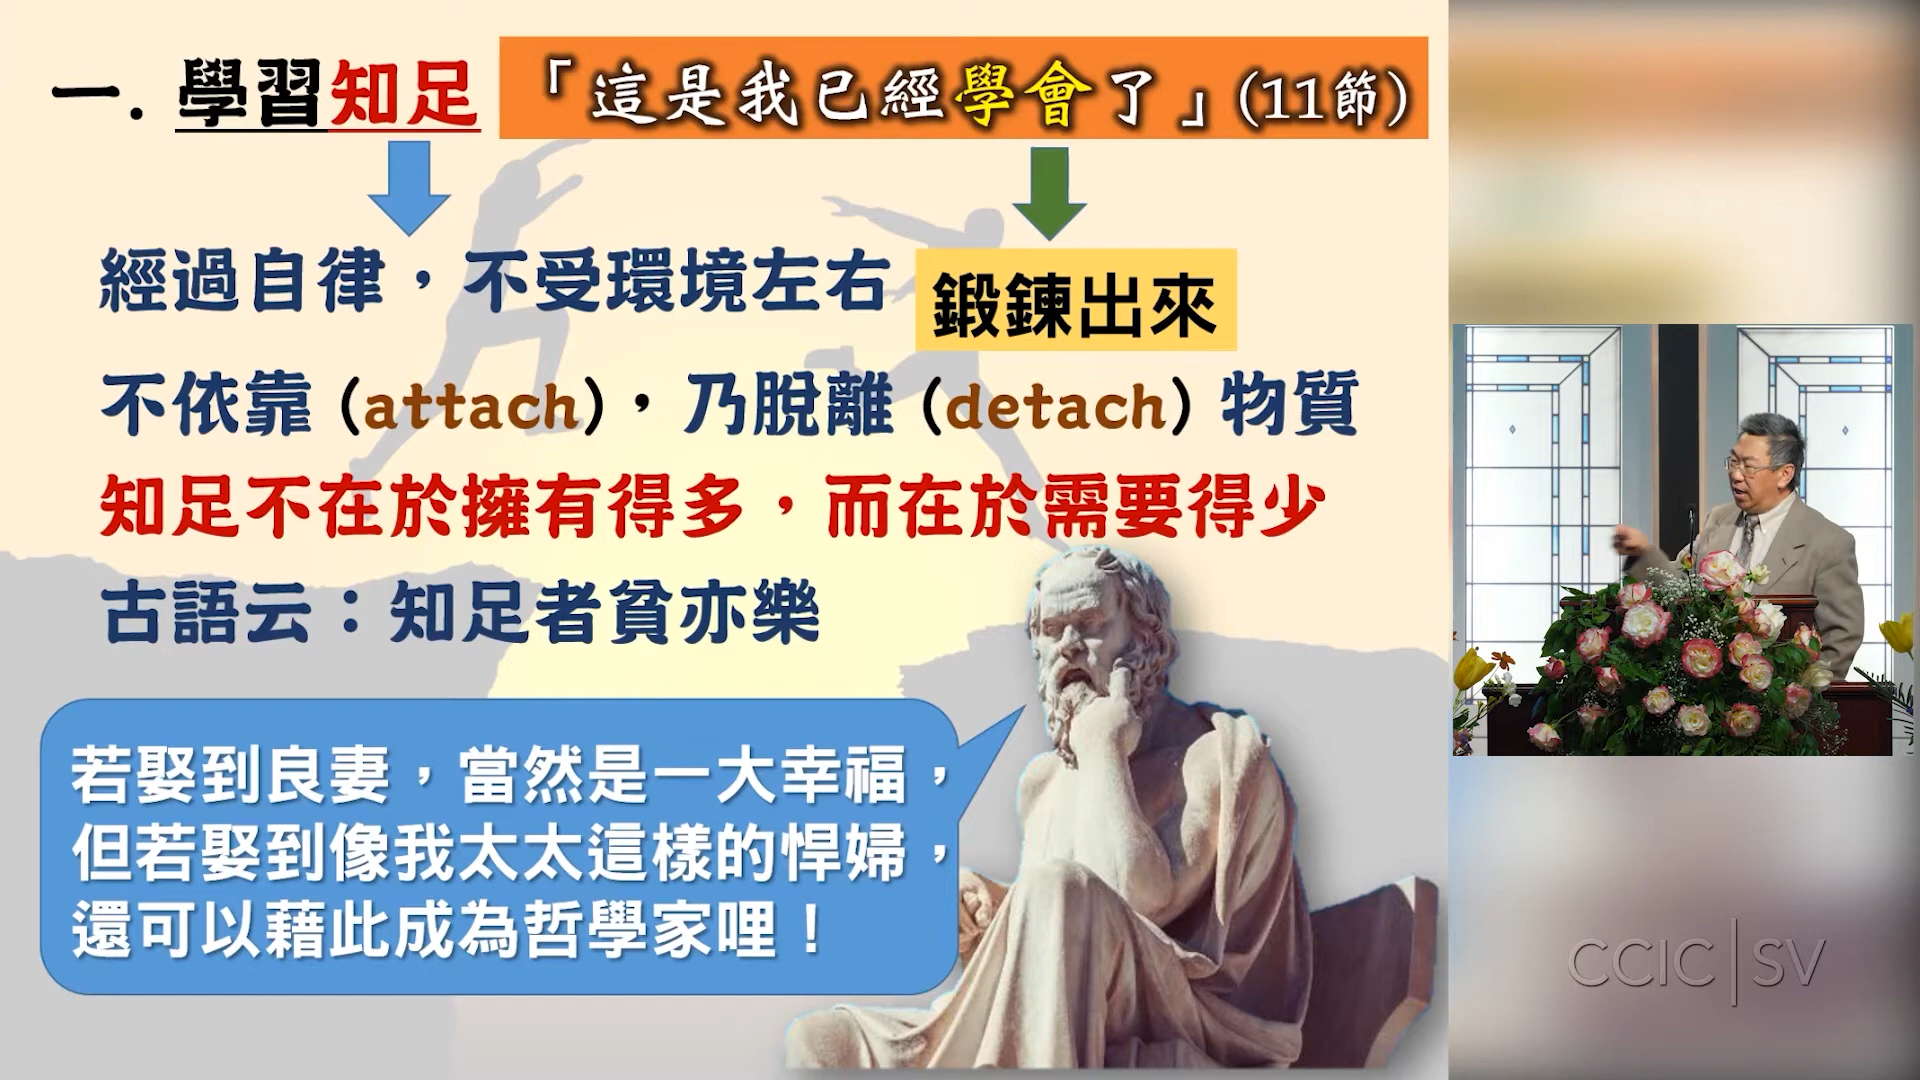 一. 學習知足 「這是我已經學會了」(11節)
經過自律，不受環境左右 鍛鍊出來
不依靠 (attach)，乃脫離 (detach) 物質
知足不在於擁有得多，而在於需要得少
古語云：知足者貧亦樂
若娶到良妻，當然是一大幸福，
但若娶到像我太太這樣的悍婦，
還可以藉此成為哲學家哩！
CCIC|SV